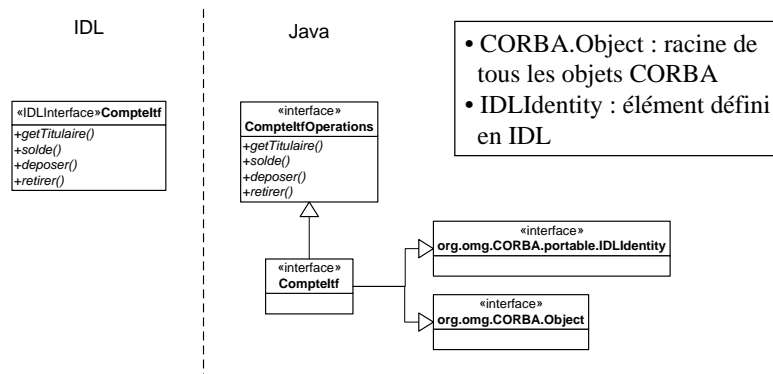 IDL
Java
• CORBA.Object : racine de
tous les objets CORBA
• IDLIdentity : élément défini
en IDL
«IDLInterface»CompteItf
+getTitulaire()
+solde()
+deposer()
+retirer()
«interface»
CompteItfOperations
+getTitulaire()
+solde()
+deposer()
+retirer()
«interface»
CompteItf
«interface»
org.omg.CORBA.portable.IDLIdentity
«interface»
org.omg.CORBA.Object